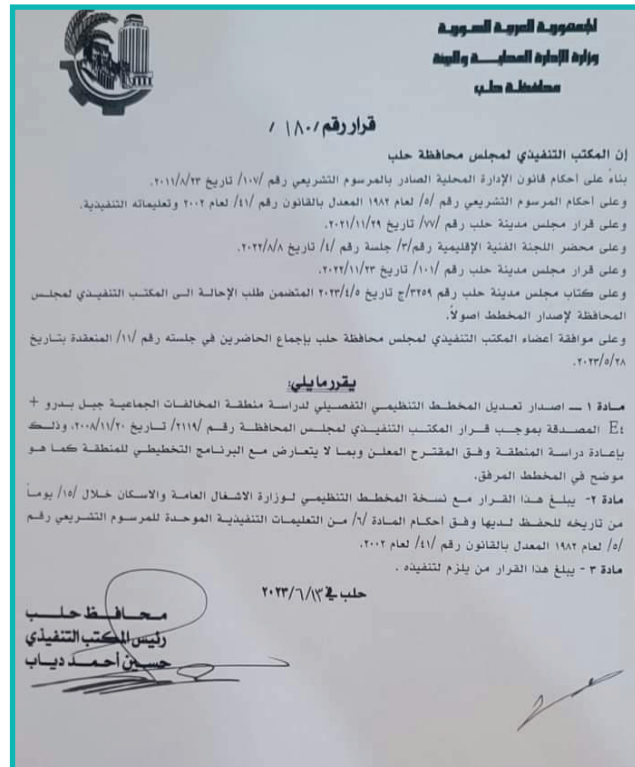 الجمهورية العربية السورية
وزارة الإدارة المحليـــة والبيئة
محافظة حلب
قرار رقم /١٨٠ /
إن المكتب التنفيذي لمجلس محافظة حلب
بناءً على أحكام قانون الإدارة المحلية الصادر بالمرسوم التشريعي رقم /١٠٧/ تاريخ ٢٠١١/٨/٢٣.
وعلى أحكام المرسوم التشريعي رقم /٥/ لعام ١٩٨٢ المعدل بالقانون رقم /٤١/ لعام ٢٠٠٢ وتعليماته التنفيذية.
وعلى قرار مجلس مدينة حلب رقم /٧٧/ تاريخ ٢٠٢١/١١/٢٩.
وعلى محضر اللجنة الفنية الإقليمية رقم/٣/ جلسة رقم /٤/ تاريخ ٢٠٢٢/٨/٨.
وعلى قرار مجلس مدينة حلب رقم /١٠١/ تاريخ ٢٠٢٢/١١/٢٣.
وعلى كتاب مجلس مدينة حلب رقم ٣٢٥٩/ج تاريخ ٢٠٢٣/٤/٥ المتضمن طلب الإحالة الى المكتب التنفيذي لمجلس
المحافظة لإصدار المخطط اصولاً.
وعلى موافقة أعضاء المكتب التنفيذي لمجلس محافظة حلب بإجماع الحاضرين في جلسته رقم /١١/ المنعقدة بتاريخ
٢٠٢٣/٥/٢٨.
يقرر مايلي:
مادة ١ – اصدار تعديل المخطط التنظيمي التفصيلي لدراسة منطقة المخالفات الجماعية جبل بدرو +
E٤ المصدقة بموجب قرار المكتب التنفيذي لمجلس المحافظة رقم /٢١١٩/ تاريخ ٢٠٠٨/١١/٢٠، وذلك
بإعادة دراسة المنطقة وفق المقترح المعلن وبما لا يتعارض مع البرنامج التخطيطي للمنطقة كما هو
موضح في المخطط المرفق.
مادة ٢- يبلغ هذا القرار مع نسخة المخطط التنظيمي لوزارة الاشغال العامة والاسكان خلال /١٥/ يوماً
من تاريخه للحفظ لديها وفق أحكام المادة /٦/ من التعليمات التنفيذية الموحدة للمرسوم التشريعي رقم
/٥/ لعام ١٩٨٢ المعدل بالقانون رقم /٤١/ لعام ٢٠٠٢.
مادة ٣ - يبلغ هذا القرار من يلزم لتنفيذه .
حلب في ٢٠٢٣/٦/١٣
محافظ حلب
رئيس المكتب التنفيذي
حسين أحمد دياب